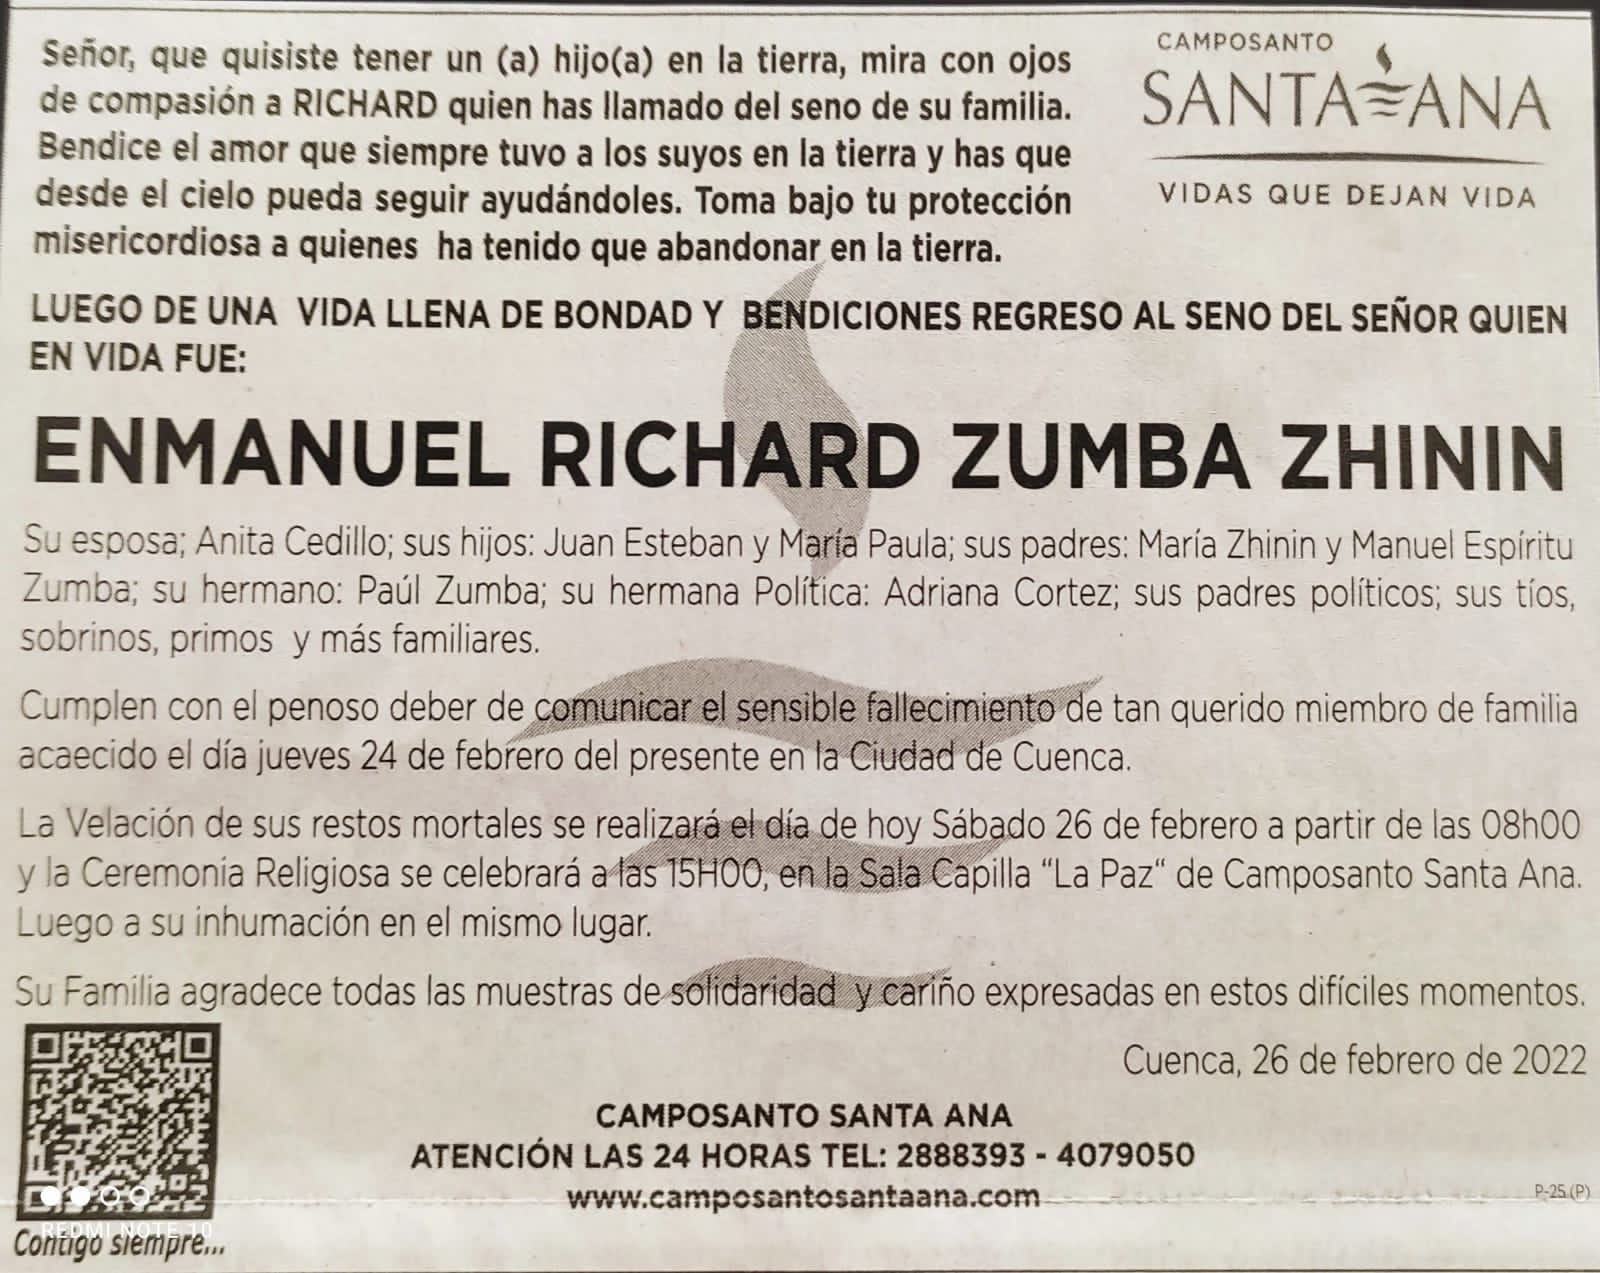 Señor, que quisiste tener un (a) hijo(a) en la tierra, mira con ojos
de compasión a RICHARD quien has llamado del seno de su familia.
Bendice el amor que siempre tuvo a los suyos en la tierra y has que
desde el cielo pueda seguir ayudándoles. Toma bajo tu protección
misericordiosa a quienes ha tenido que abandonar en la tierra.
CAMPOSANTO
SANTA ANA
VIDAS QUE DEJAN VIDA
LUEGO DE UNA VIDA LLENA DE BONDAD Y BENDICIONES REGRESO AL SENO DEL SEÑOR QUIEN
EN VIDA FUE:
ENMANUEL RICHARD ZUMBA ZHININ
Su esposa; Anita Cedillo; sus hijos: Juan Esteban y María Paula; sus padres: María Zhinin y Manuel Espíritu
Zumba; su hermano: Paúl Zumba; su hermana Política: Adriana Cortez; sus padres políticos; sus tíos,
sobrinos, primos y más familiares.
Cumplen con el penoso deber de comunicar el sensible fallecimiento de tan querido miembro de familia
acaecido el día jueves 24 de febrero del presente en la Ciudad de Cuenca.
La Velación de sus restos mortales se realizará el día de hoy Sábado 26 de febrero a partir de las 08h00
y la Ceremonia Religiosa se celebrará a las 15H00, en la Sala Capilla “La Paz“ de Camposanto Santa Ana.
Luego a su inhumación en el mismo lugar.
Su Familia agradece todas las muestras de solidaridad y cariño expresadas en estos difíciles momentos.
Cuenca, 26 de febrero de 2022
CAMPOSANTO SANTA ANA
ATENCIÓN LAS 24 HORAS TEL: 2888393 - 4079050
www.camposantosantaana.com
P-25 (P)
REDMI NOTE 10
Contigo siempre...